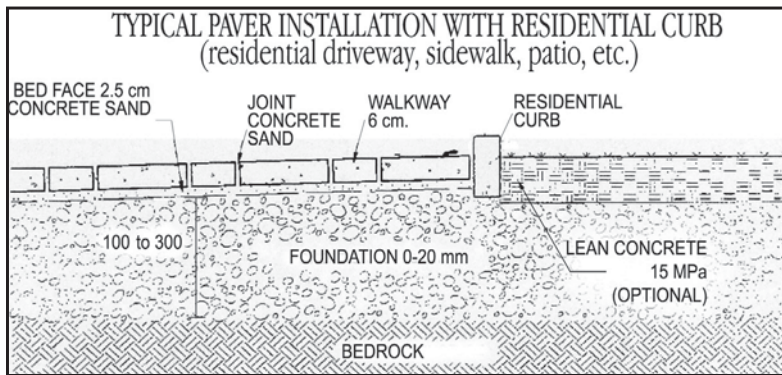 TYPICAL PAVER INSTALLATION WITH RESIDENTIAL CURB
(residential driveway, sidewalk, patio, etc.)
BED FACE 2.5 cm
CONCRETE SAND
JOINT
CONCRETE
SAND
WALKWAY
6 cm.
RESIDENTIAL
CURB
100 to 300
FOUNDATION 0-20 mm
LEAN CONCRETE
15 MPa
(OPTIONAL)
BEDROCK